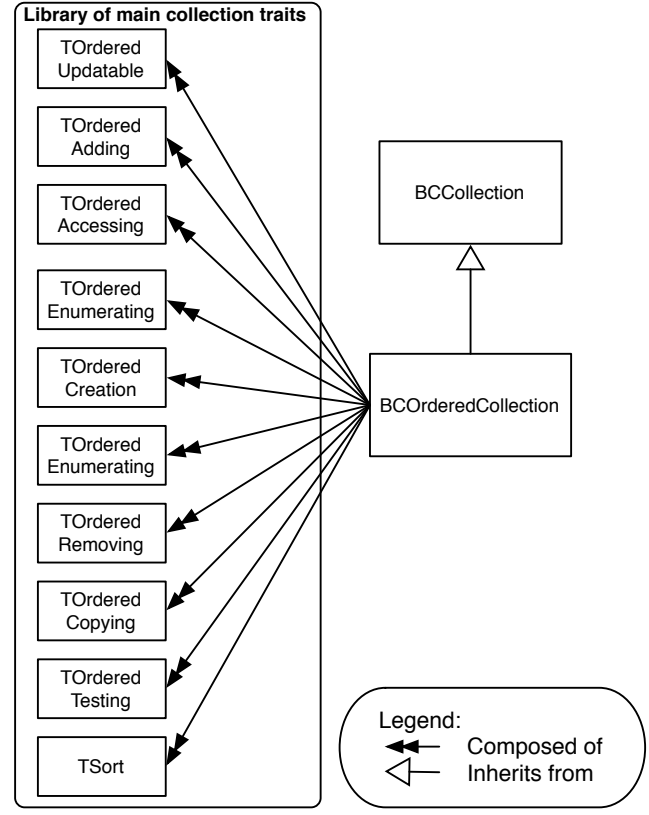 Library of main collection traits
TOrdered
Updatable
TOrdered
Adding
TOrdered
Accessing
TOrdered
Enumerating
TOrdered
Creation
TOrdered
Enumerating
TOrdered
Removing
TOrdered
Copying
TOrdered
Testing
TSort
BCCollection
BCOrderedCollection
Legend:
Composed of
Inherits from